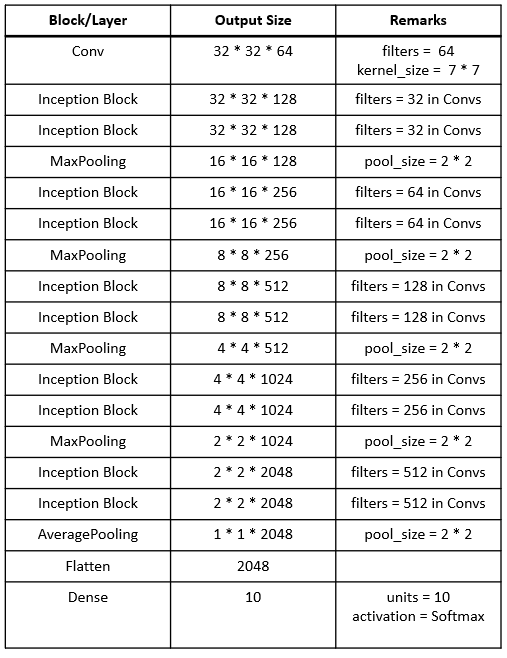 Block/Layer Output Size Remarks
Conv 32 * 32 * 64 filters = 64
kernel_size = 7 * 7
Inception Block 32 * 32 * 128 filters = 32 in Convs
Inception Block 32 * 32 * 128 filters = 32 in Convs
MaxPooling 16 * 16 * 128 pool_size = 2 * 2
Inception Block 16 * 16 * 256 filters = 64 in Convs
Inception Block 16 * 16 * 256 filters = 64 in Convs
MaxPooling 8 * 8 * 256 pool_size = 2 * 2
Inception Block 8 * 8 * 512 filters = 128 in Convs
Inception Block 8 * 8 * 512 filters = 128 in Convs
MaxPooling 4 * 4 * 512 pool_size = 2 * 2
Inception Block 4 * 4 * 1024 filters = 256 in Convs
Inception Block 4 * 4 * 1024 filters = 256 in Convs
MaxPooling 2 * 2 * 1024 pool_size = 2 * 2
Inception Block 2 * 2 * 2048 filters = 512 in Convs
Inception Block 2 * 2 * 2048 filters = 512 in Convs
AveragePooling 1 * 1 * 2048 pool_size = 2 * 2
Flatten 2048
Dense 10 units = 10
activation = Softmax